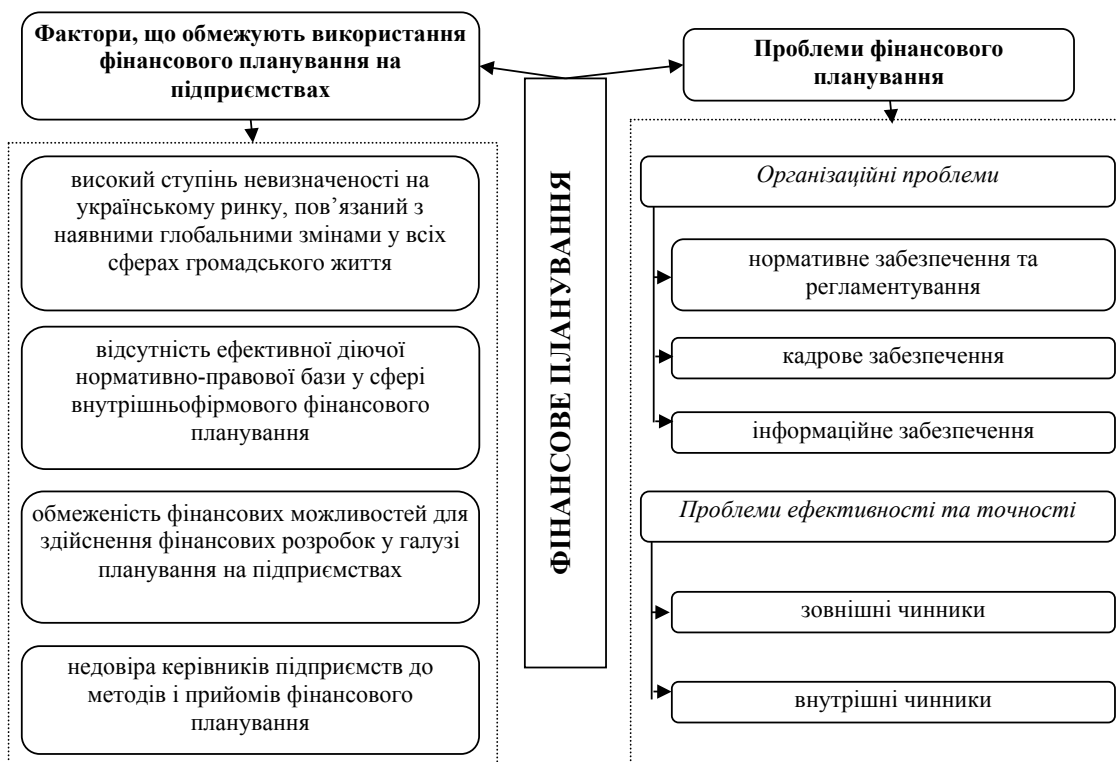 Фактори, що обмежують використання
фінансового планування на
підприємствах
високий ступінь невизначеності на
українському ринку, пов’язаний з
наявними глобальними змінами у всіх
сферах громадського життя
відсутність ефективної діючої
нормативно-правової бази у сфері
внутрішньофірмового фінансового
планування
обмеженість фінансових можливостей для
здійснення фінансових розробок у галузі
планування на підприємствах
недовіра керівників підприємств до
методів і прийомів фінансового
планування
ФІНАНСОВЕ ПЛАНУВАННЯ
Проблеми фінансового
планування
Організаційні проблеми
нормативне забезпечення та
регламентування
кадрове забезпечення
інформаційне забезпечення
Проблеми ефективності та точності
зовнішні чинники
внутрішні чинники